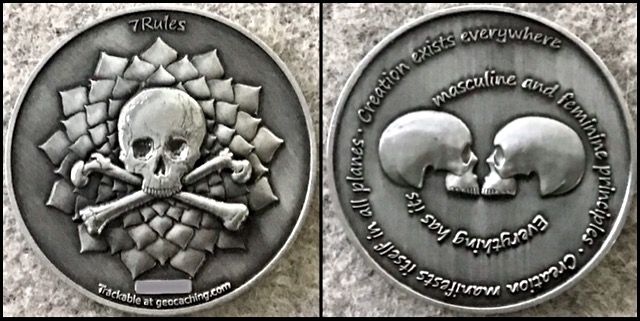 7Rules
Trackable at geocaching.com
Everything has its masculine and feminine principles · Creation manifests itself in all planes · Creation exists everywhere